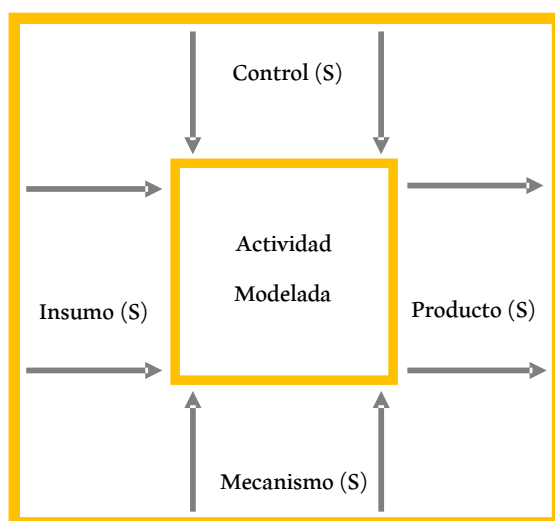 Control (S)
Actividad
Modelada
Insumo (S)
Producto (S)
Mecanismo (S)